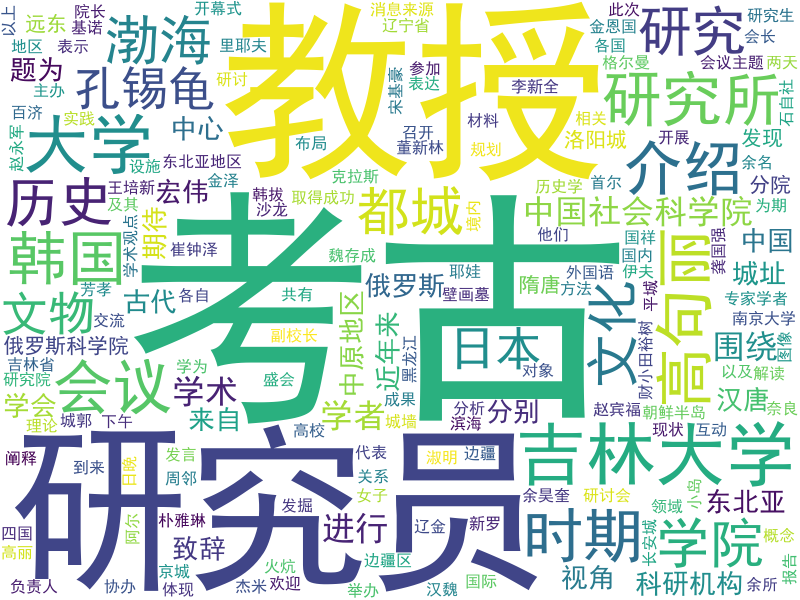 考古
教授
研究员
吉林大学
高句丽
渤海
研究
孔锡龟
研究所
大学
介绍
历史
都城
韩国
文物
会议
时期
学院
文化
日本
中国社会科学院
中国
围绕
汉唐
东北亚
科研机构
视角
进行
致辞
学术
学者
来自
古代
俄罗斯
俄罗斯科学院
中原地区
近年来
期待
宏伟
中心
题为
学会
分别
隋唐
城址
发现
洛阳城
分院
开幕式
以上
院长
基诺
远东
地区
表示
里耶夫
消息来源
辽宁省
金恩国
此次
研究生
各国
会长
格尔曼
会议主题
两天
主办
百济
研讨
宋基豪
参加
表达
李新全
材料
相关
石自社
实践
赵永军
设施
布局
召开
董新林
规划
开展
余名
东北亚地区
王培新
金泽
及其
韩拔
沙龙
取得成功
克拉斯
境内
历史学
首尔
为期
学术观点
崔钟泽
魏存成
他们
耶娃
外国语
国祥
国内
伊夫
龚国强
壁画墓
方法
平城
专家学者
芳孝
各自
共有
交流
副校长
黑龙江
对象
财小田裕树
南京大学
图像
吉林省
研究院
学为
盛会
成果
分析
滨海
赵宾福
朝鲜半岛
以及
解读
奈良
理论
城郭
下午
城墙
高校
代表
淑明
边疆
现状
互动
阐释
到来
日晚
发言
周邻
发掘
关系
女子
余昊奎
研讨会
领域
小岛
四国
高丽
阿尔
朴雅琳
辽金
新罗
长安城
概念
火炕
边疆区
京城
体现
杰米
欢迎
举办
汉魏
国际
负责人
协办
余所
报告